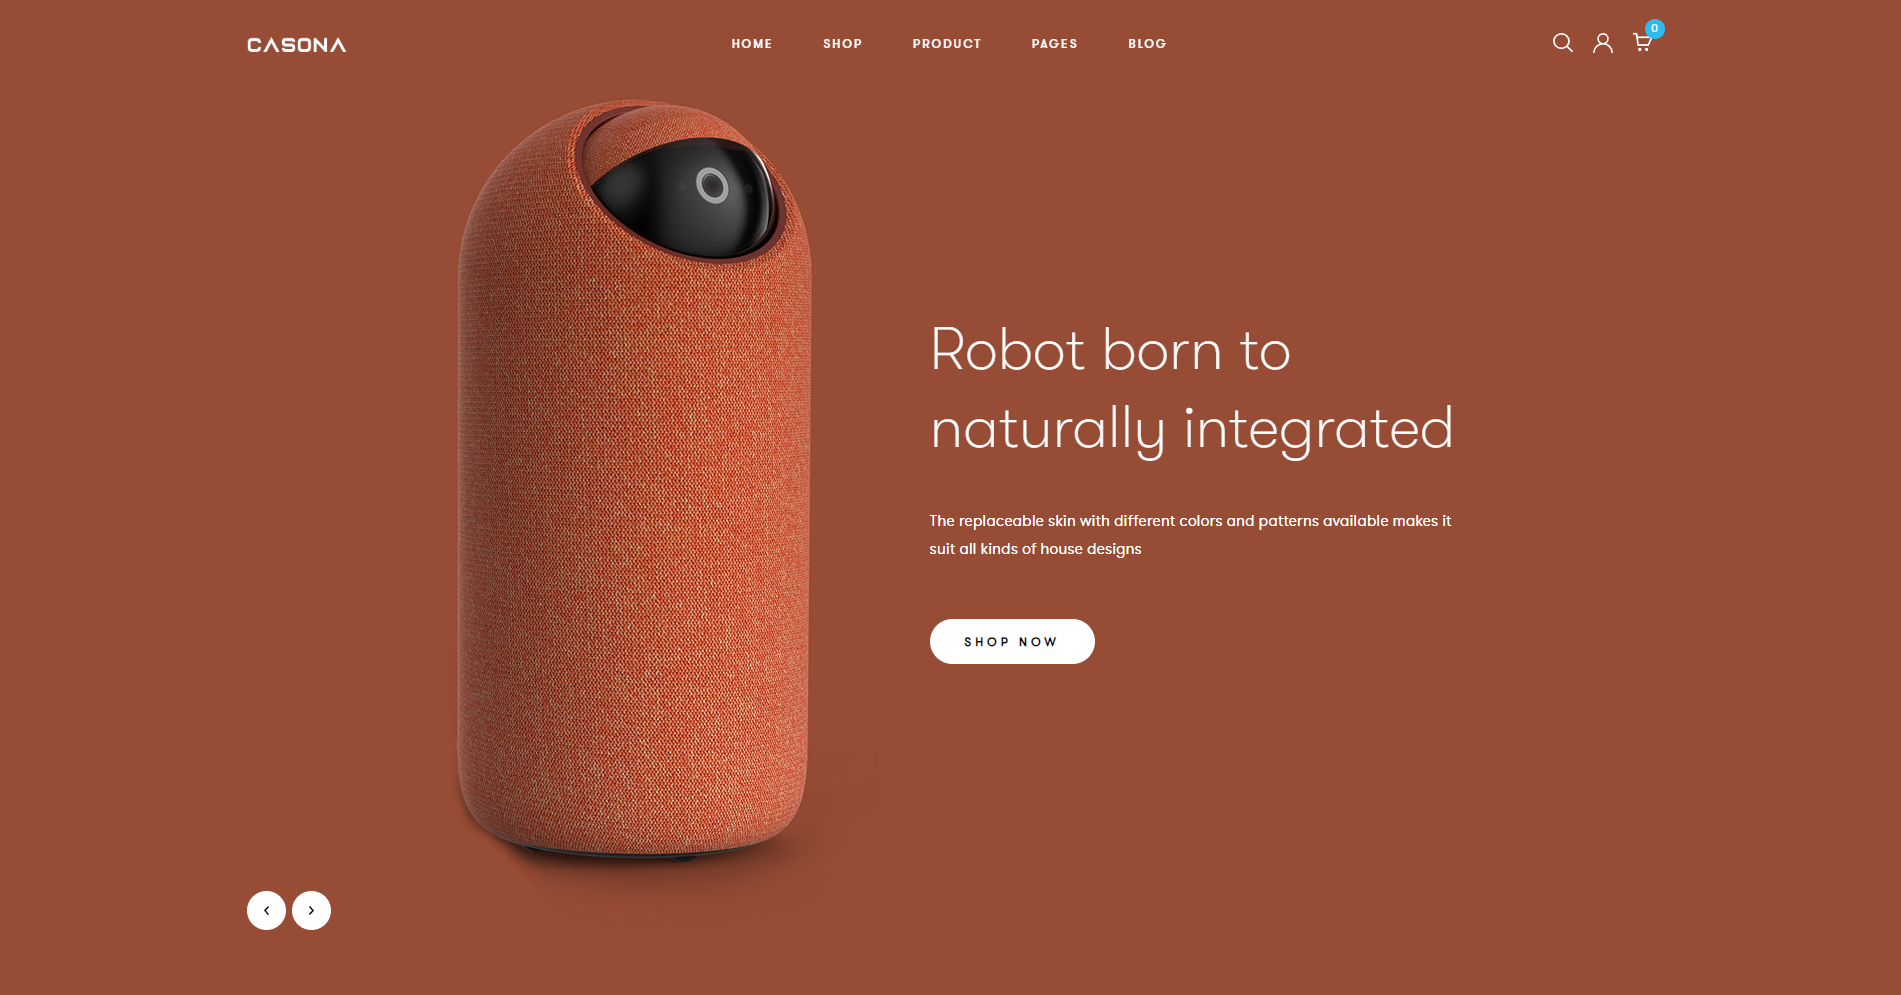 CASONA
HOME SHOP PRODUCT PAGES BLOG
0
Robot born to
naturally integrated
The replaceable skin with different colors and patterns available makes it
suit all kinds of house designs
SHOP NOW